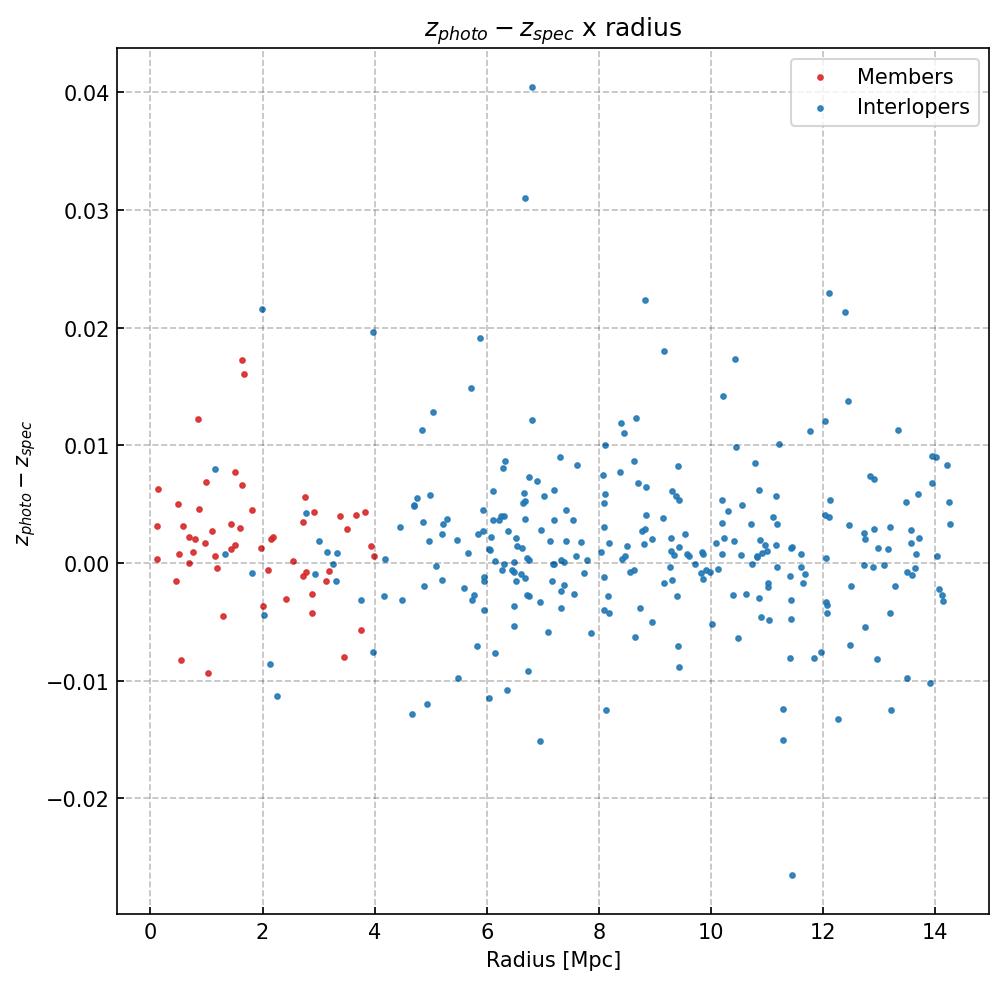 z_photo − z_spec x radius
Members
Interlopers
0.04
0.03
0.02
0.01
0.00
−0.01
−0.02
z_photo − z_spec
0 2 4 6 8 10 12 14
Radius [Mpc]